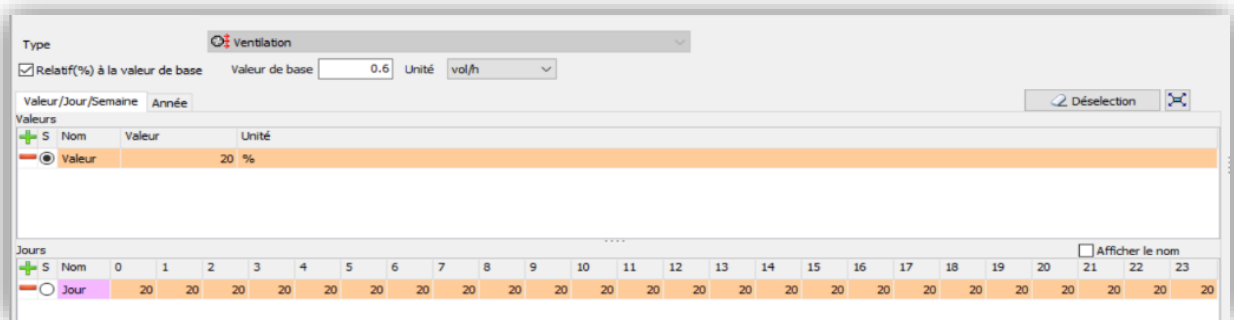 Type Ventilation
Relatif(%) à la valeur de base Valeur de base 0.6 Unité vol/h
Valeur/Jour/Semaine Année Déselection
Valeurs
S Nom Valeur Unité
Valeur 20 %
Jours Afficher le nom
S Nom 0 1 2 3 4 5 6 7 8 9 10 11 12 13 14 15 16 17 18 19 20 21 22 23
Jour 20 20 20 20 20 20 20 20 20 20 20 20 20 20 20 20 20 20 20 20 20 20 20 20